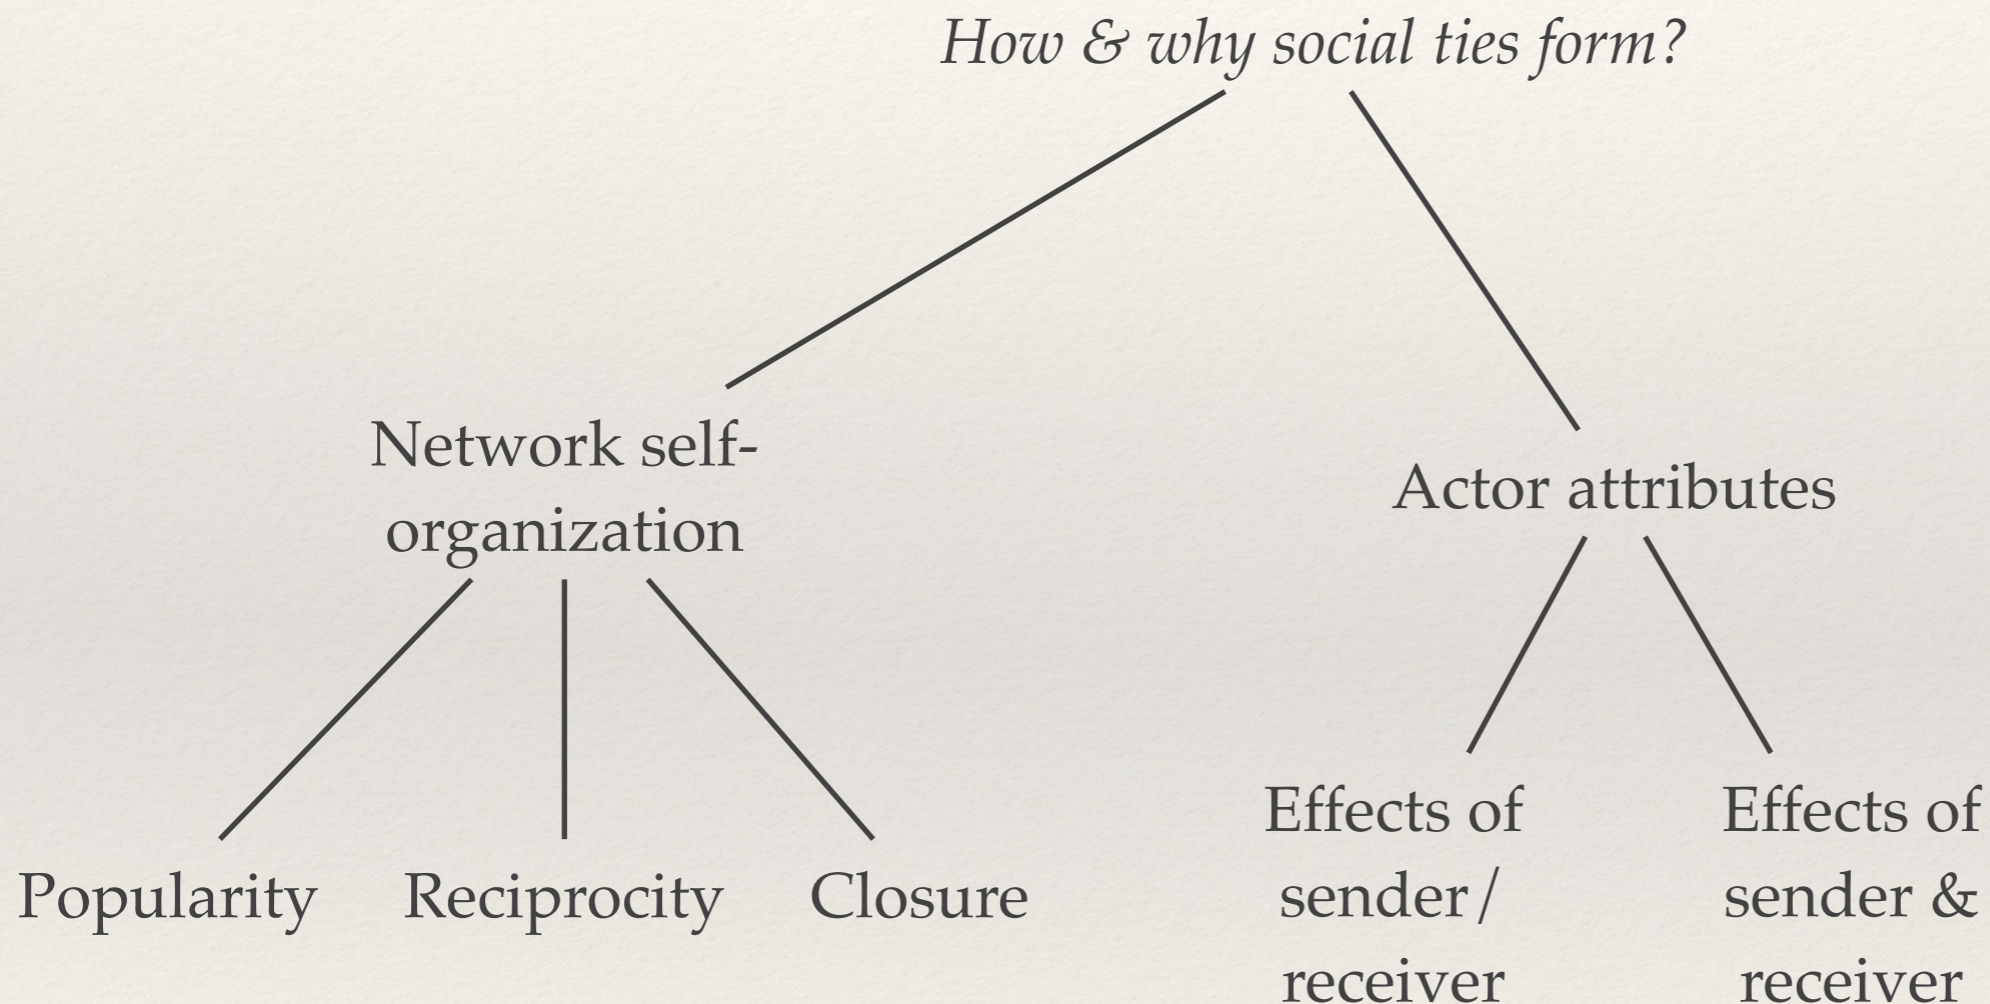 How & why social ties form?
Network self-
organization
Actor attributes
Popularity
Reciprocity
Closure
Effects of
sender/
receiver
Effects of
sender &
receiver